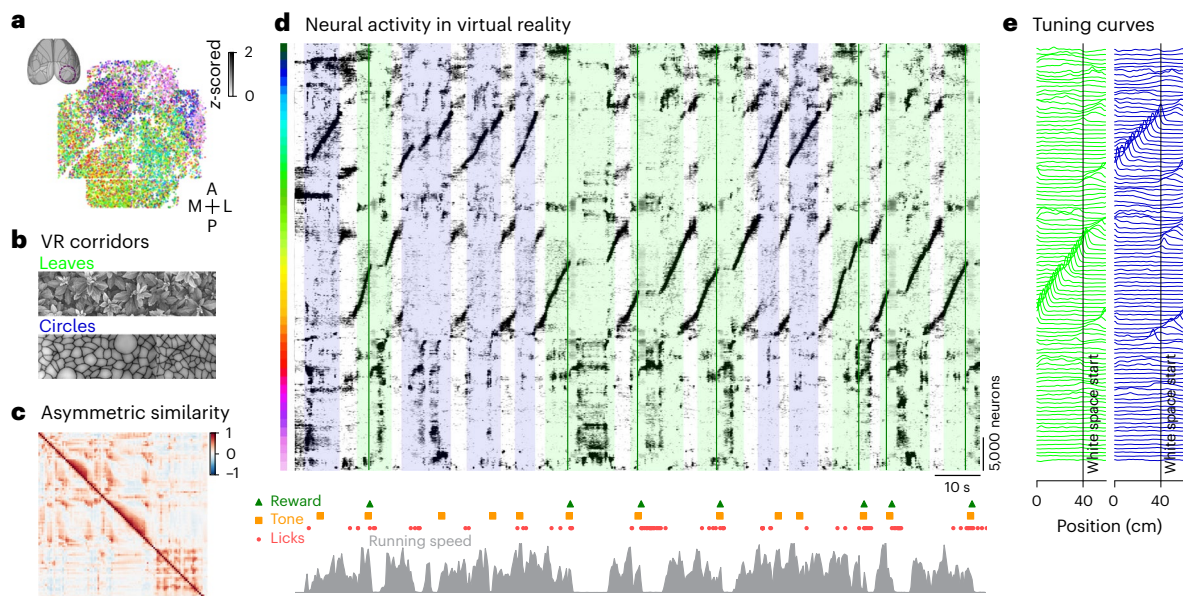 a
z-scored
2
0
A
M L
P
b VR corridors
Leaves
Circles
c Asymmetric similarity
1
0
−1
d Neural activity in virtual reality
5,000 neurons
10 s
Reward
Tone
Licks
Running speed
e Tuning curves
White space start
White space start
0 40 0 40
Position (cm)